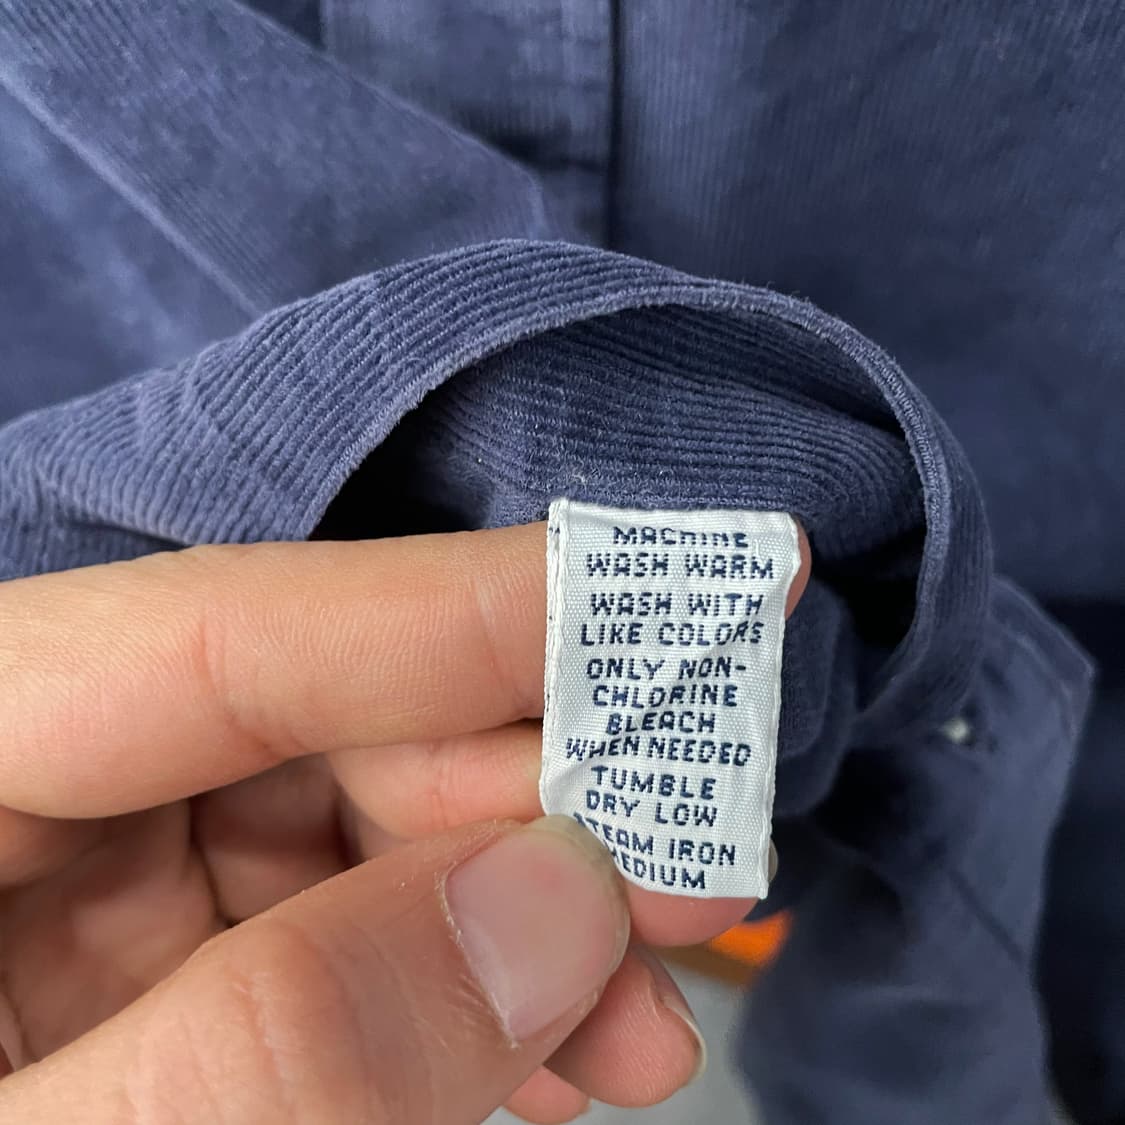 MACHINE
WASH WARM
WASH WITH
LIKE COLORS
ONLY NON-
CHLORINE
BLEACH
WHEN NEEDED
TUMBLE
DRY LOW
STEAM IRON
MEDIUM